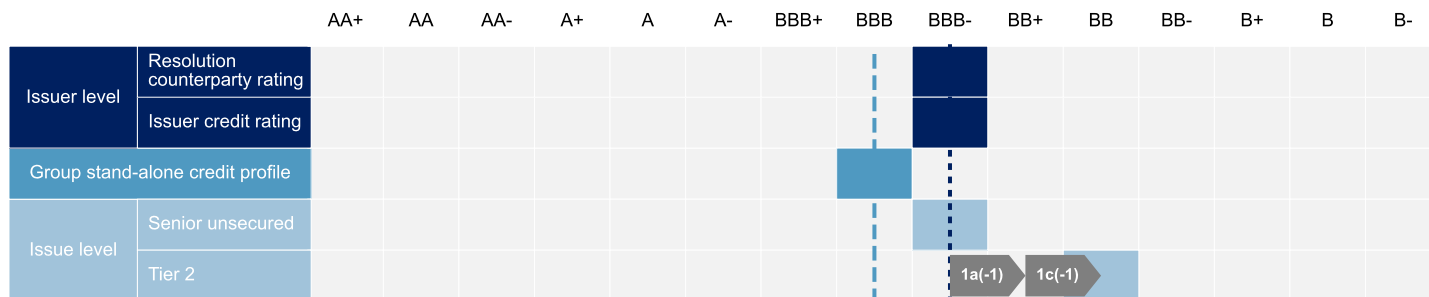 AA+ AA AA- A+ A A- BBB+ BBB BBB- BB+ BB BB- B+ B B-
Issuer level
Resolution
counterparty rating
Issuer credit rating
Group stand-alone credit profile
Issue level
Senior unsecured
Tier 2
1a(-1) 1c(-1)